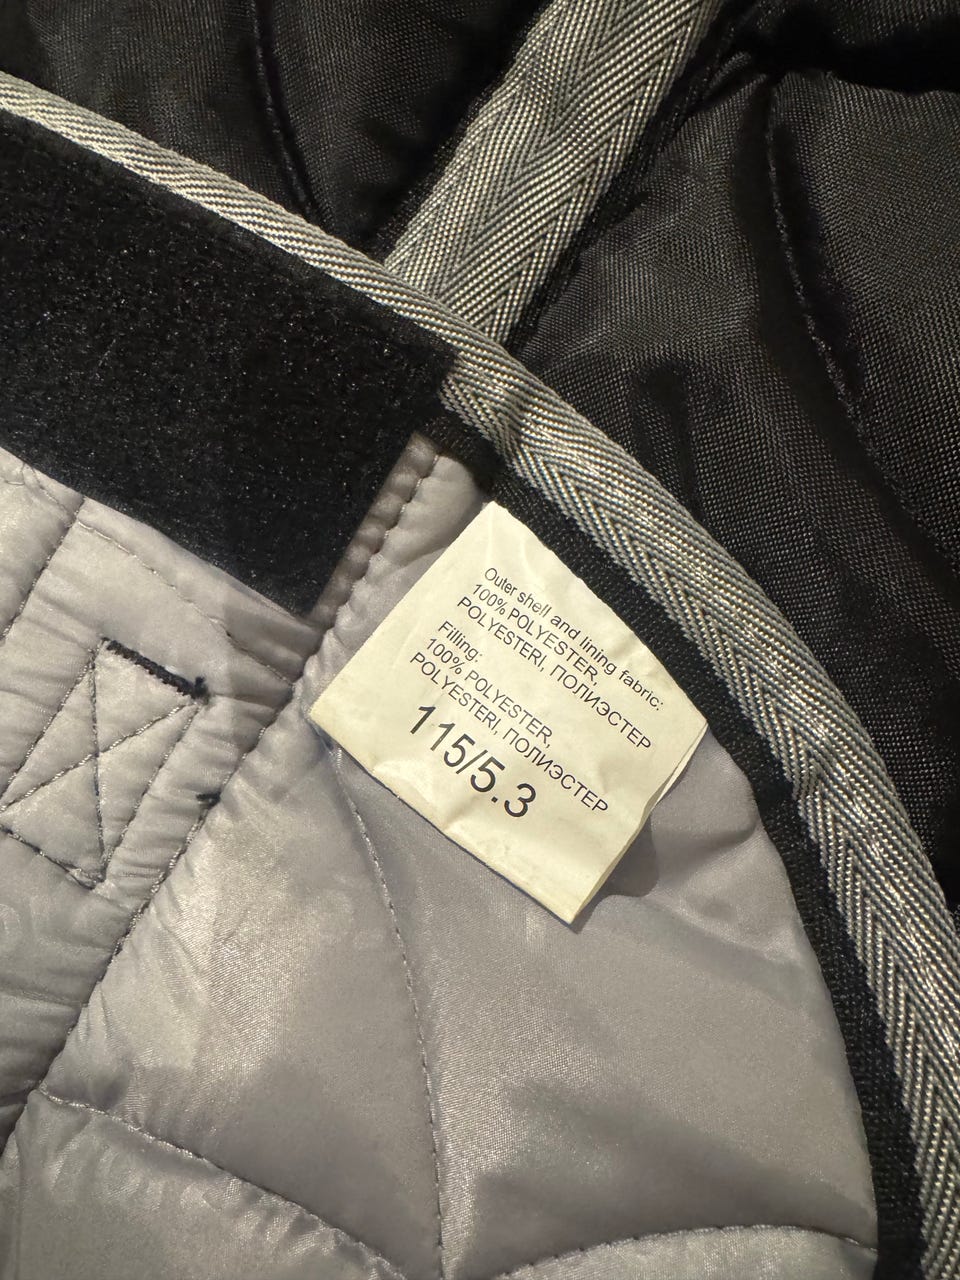 Outer shell and lining fabric:
100% POLYESTER,
POLYESTERI, ПОЛИЭСТЕР
Filling:
100% POLYESTER,
POLYESTERI, ПОЛИЭСТЕР
115/5.3